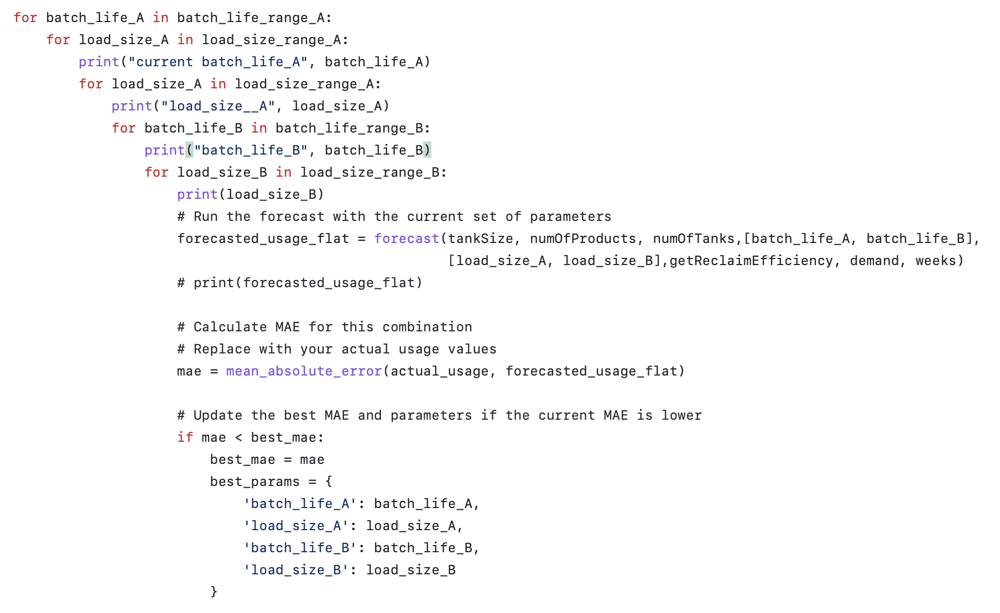 for batch_life_A in batch_life_range_A:
    for load_size_A in load_size_range_A:
        print("current batch_life_A", batch_life_A)
        for load_size_A in load_size_range_A:
            print("load_size__A", load_size_A)
            for batch_life_B in batch_life_range_B:
                print("batch_life_B", batch_life_B)
                for load_size_B in load_size_range_B:
                    print(load_size_B)
                    # Run the forecast with the current set of parameters
                    forecasted_usage_flat = forecast(tankSize, numOfProducts, numOfTanks,[batch_life_A, batch_life_B],
                                                     [load_size_A, load_size_B],getReclaimEfficiency, demand, weeks)
                    # print(forecasted_usage_flat)

                    # Calculate MAE for this combination
                    # Replace with your actual usage values
                    mae = mean_absolute_error(actual_usage, forecasted_usage_flat)

                    # Update the best MAE and parameters if the current MAE is lower
                    if mae < best_mae:
                        best_mae = mae
                        best_params = {
                            'batch_life_A': batch_life_A,
                            'load_size_A': load_size_A,
                            'batch_life_B': batch_life_B,
                            'load_size_B': load_size_B
                        }